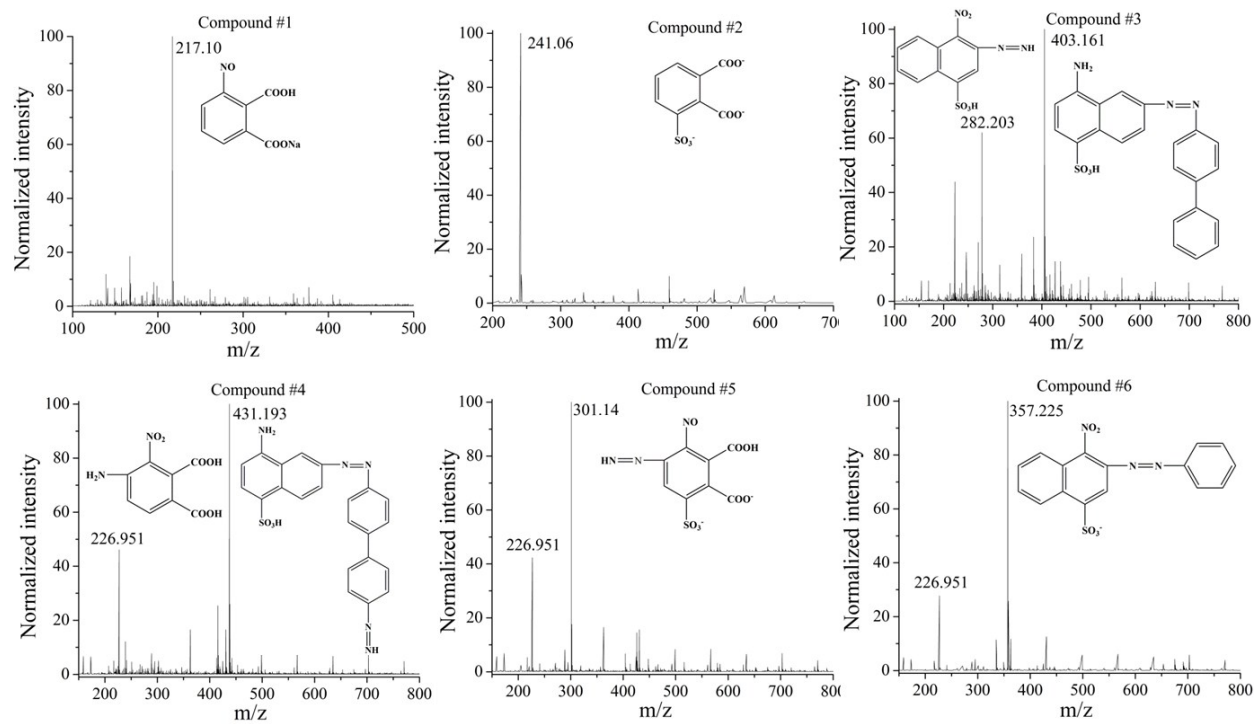 Compound #1
217.10
NO
COOH
COONa
Normalized intensity
100
80
60
40
20
0
100 200 300 400 500
m/z
Compound #2
241.06
COO⁻
COO⁻
SO₃⁻
Normalized intensity
100
80
60
40
20
0
100 200 300 400 500 600 70
m/z
Compound #3
403.161
NO₂
N=NH
SO₃H
282.203
NH₂
N=N
SO₃H
Normalized intensity
100
80
60
40
20
0
100 200 300 400 500 600 700 800
m/z
Compound #4
431.193
NO₂
H₂N
COOH
COOH
226.951
NH₂
N=N
SO₃H
N=NH
Normalized intensity
100
80
60
40
20
0
200 300 400 500 600 700 800
m/z
Compound #5
301.14
NO
HN=N
COOH
COO⁻
SO₃⁻
226.951
Normalized intensity
100
80
60
40
20
0
200 300 400 500 600 700 800
m/z
Compound #6
357.225
NO₂
N=N
SO₃⁻
226.951
Normalized intensity
100
80
60
40
20
0
200 300 400 500 600 700 800
m/z